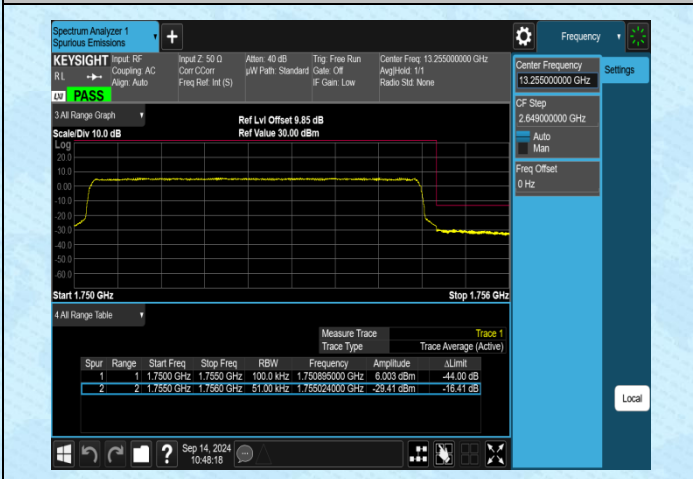 Spectrum Analyzer 1
Spurious Emissions
+
Frequency
KEYSIGHT
R L
LXI
PASS
Input: RF
Coupling: AC
Align: Auto
Input Z: 50 Ω
Corr CCorr
Freq Ref: Int (S)
Atten: 40 dB
µW Path: Standard
Trig: Free Run
Gate: Off
IF Gain: Low
Center Freq: 13.255000000 GHz
Avg|Hold: 1/1
Radio Std: None
Center Frequency
13.255000000 GHz
Settings
CF Step
2.649000000 GHz
Auto
Man
Freq Offset
0 Hz
3 All Range Graph
Scale/Div 10.0 dB
Ref Lvl Offset 9.85 dB
Ref Value 30.00 dBm
Log
20.0
10.0
0.00
-10.0
-20.0
-30.0
-40.0
-50.0
-60.0
Start 1.750 GHz
Stop 1.756 GHz
4 All Range Table
Measure Trace Trace 1
Trace Type Trace Average (Active)
Spur Range Start Freq Stop Freq RBW Frequency Amplitude ΔLimit
1 1 1.7500 GHz 1.7550 GHz 100.0 kHz 1.750895000 GHz 6.003 dBm -44.00 dB
2 2 1.7550 GHz 1.7560 GHz 51.00 kHz 1.755024000 GHz -29.41 dBm -16.41 dB
Local
?
Sep 14, 2024
10:48:18